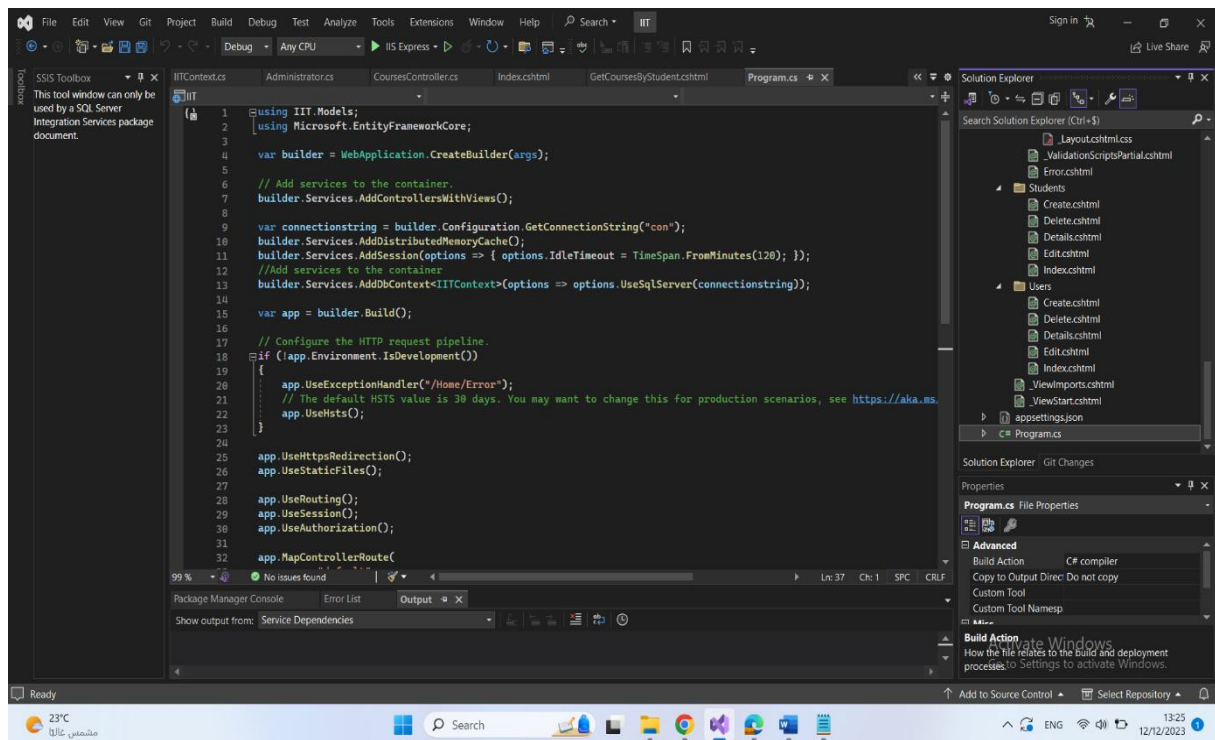 File Edit View Git Project Build Debug Test Analyze Tools Extensions Window Help Search IIT Sign in
Debug Any CPU IIS Express Live Share
Toolbox
SSIS Toolbox
This tool window can only be
used by a SQL Server
Integration Services package
document.
IITContext.cs Administrator.cs CoursesController.cs Index.cshtml GetCoursesByStudent.cshtml Program.cs
IIT
1 using IIT.Models;
2 using Microsoft.EntityFrameworkCore;
3
4 var builder = WebApplication.CreateBuilder(args);
5
6 // Add services to the container.
7 builder.Services.AddControllersWithViews();
8
9 var connectionstring = builder.Configuration.GetConnectionString("con");
10 builder.Services.AddDistributedMemoryCache();
11 builder.Services.AddSession(options => { options.IdleTimeout = TimeSpan.FromMinutes(120); });
12 //Add services to the container
13 builder.Services.AddDbContext<IITContext>(options => options.UseSqlServer(connectionstring));
14
15 var app = builder.Build();
16
17 // Configure the HTTP request pipeline.
18 if (!app.Environment.IsDevelopment())
19 {
20 app.UseExceptionHandler("/Home/Error");
21 // The default HSTS value is 30 days. You may want to change this for production scenarios, see https://aka.ms.
22 app.UseHsts();
23 }
24
25 app.UseHttpsRedirection();
26 app.UseStaticFiles();
27
28 app.UseRouting();
29 app.UseSession();
30 app.UseAuthorization();
31
32 app.MapControllerRoute(
99 % No issues found Ln: 37 Ch: 1 SPC CRLF
Package Manager Console Error List Output
Show output from: Service Dependencies
Solution Explorer
Search Solution Explorer (Ctrl+$)
_Layout.cshtml.css
_ValidationScriptsPartial.cshtml
Error.cshtml
Students
Create.cshtml
Delete.cshtml
Details.cshtml
Edit.cshtml
Index.cshtml
Users
Create.cshtml
Delete.cshtml
Details.cshtml
Edit.cshtml
Index.cshtml
_ViewImports.cshtml
_ViewStart.cshtml
appsettings.json
C# Program.cs
Solution Explorer Git Changes
Properties
Program.cs File Properties
Advanced
Build Action C# compiler
Copy to Output Direc Do not copy
Custom Tool
Custom Tool Namesp
Misc
Build Action
How the file relates to the build and deployment
processes.
Activate Windows
Go to Settings to activate Windows.
Ready Add to Source Control Select Repository
23°C
مشمس غالبًا
Search
ENG
13:25
12/12/2023
1